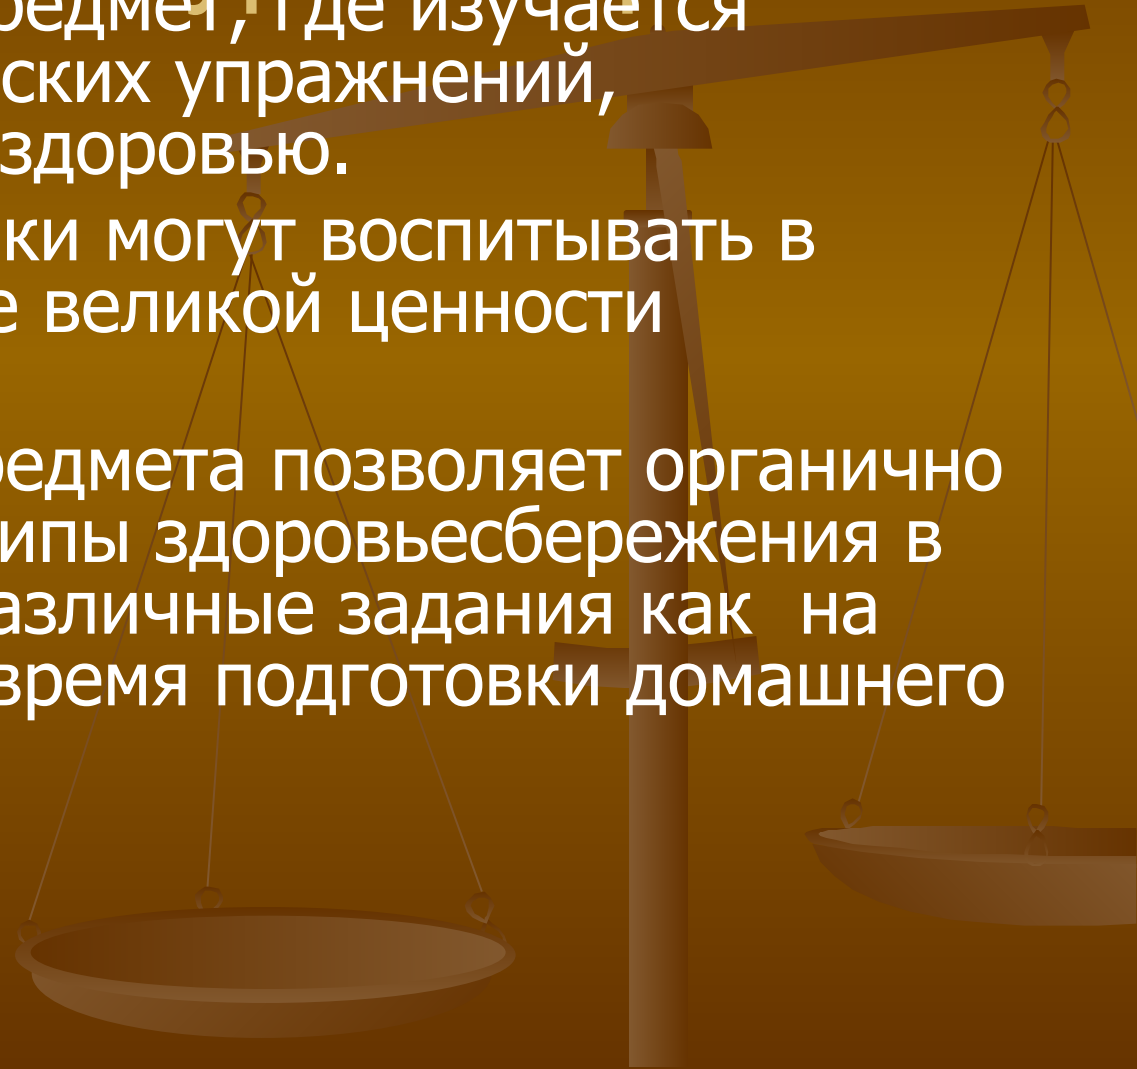 редмет, где изучается
ских упражнений,
здоровью.
ки могут воспитывать в
е великой ценности
редмета позволяет органично
ипы здоровьесбережения в
азличные задания как на
время подготовки домашнего